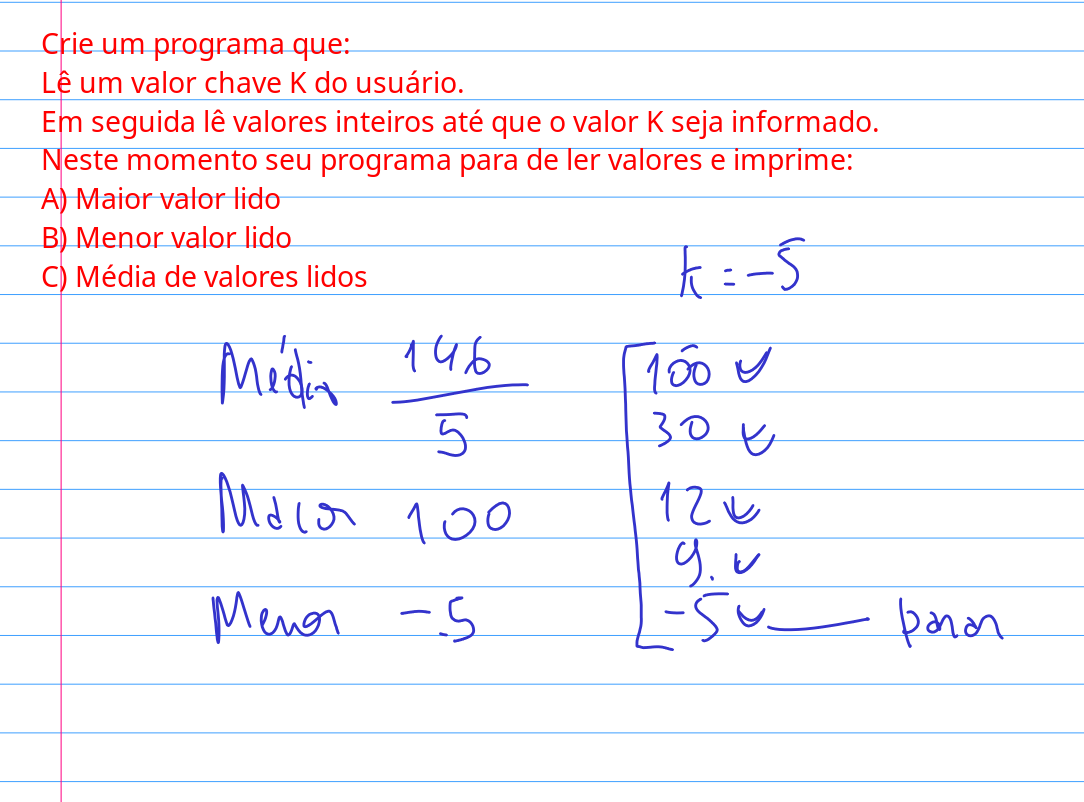 Crie um programa que:
Lê um valor chave K do usuário.
Em seguida lê valores inteiros até que o valor K seja informado.
Neste momento seu programa para de ler valores e imprime:
A) Maior valor lido
B) Menor valor lido
C) Média de valores lidos
K = -5
Média 146
5
100
30
Maior 100
12
9.
Menor -5
-5 parar